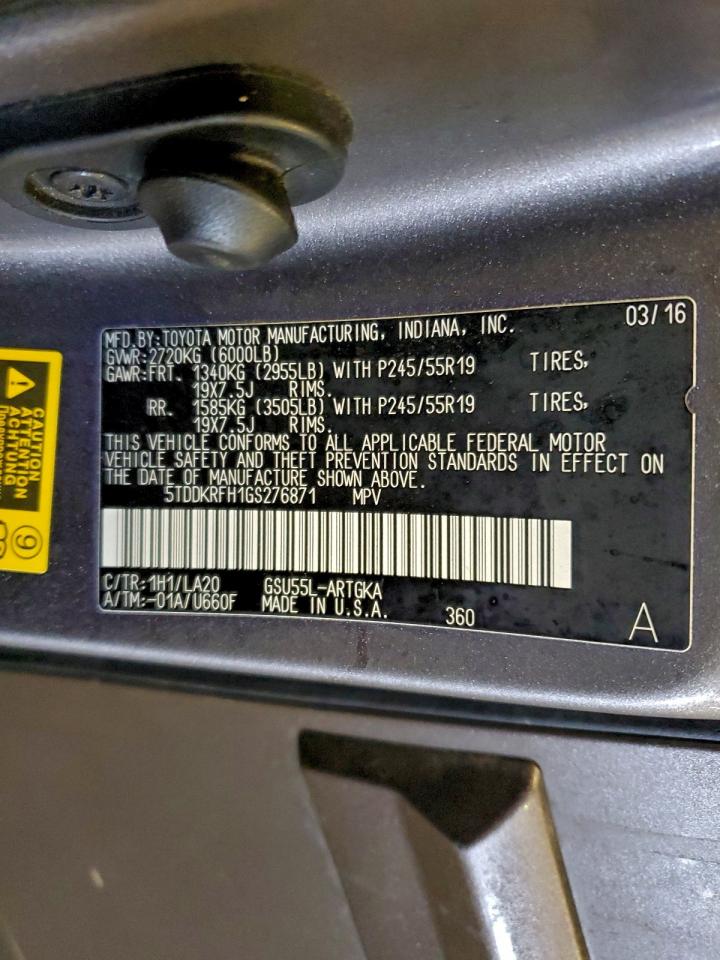 03/16
MFD.BY:TOYOTA MOTOR MANUFACTURING, INDIANA, INC.
GVWR:2720KG (6000LB)
GAWR:FRT. 1340KG (2955LB) WITH P245/55R19 TIRES,
19X7.5J RIMS.
RR. 1585KG (3505LB) WITH P245/55R19 TIRES,
19X7.5J RIMS.
THIS VEHICLE CONFORMS TO ALL APPLICABLE FEDERAL MOTOR
VEHICLE SAFETY AND THEFT PREVENTION STANDARDS IN EFFECT ON
THE DATE OF MANUFACTURE SHOWN ABOVE.
5TDDKRFH1GS276871 MPV
C/TR:1H1/LA20 GSU55L-ARTGKA
A/TM:-01A/U660F MADE IN U.S.A. 360
A
CAUTION
ATTENTION
ACHTUNG
9